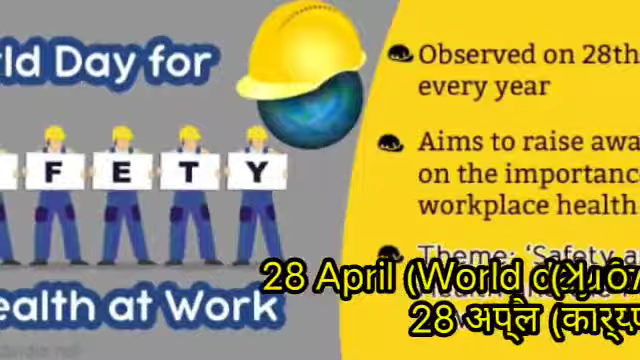 ld Day for
F E T Y
ealth at Work
Observed on 28th
every year
Aims to raise awa
on the importanc
workplace health
Theme: 'Safety a
28 April (World
28 अप्रैल (कार्य